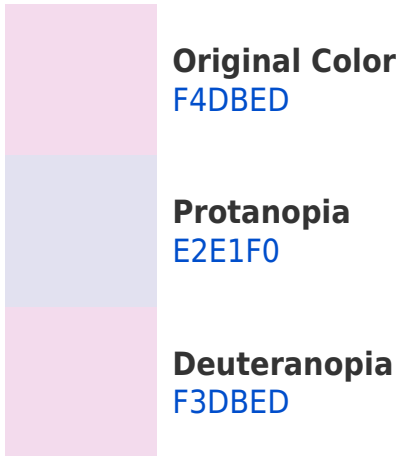 Original Color
F4DBED
Protanopia
E2E1F0
Deuteranopia
F3DBED